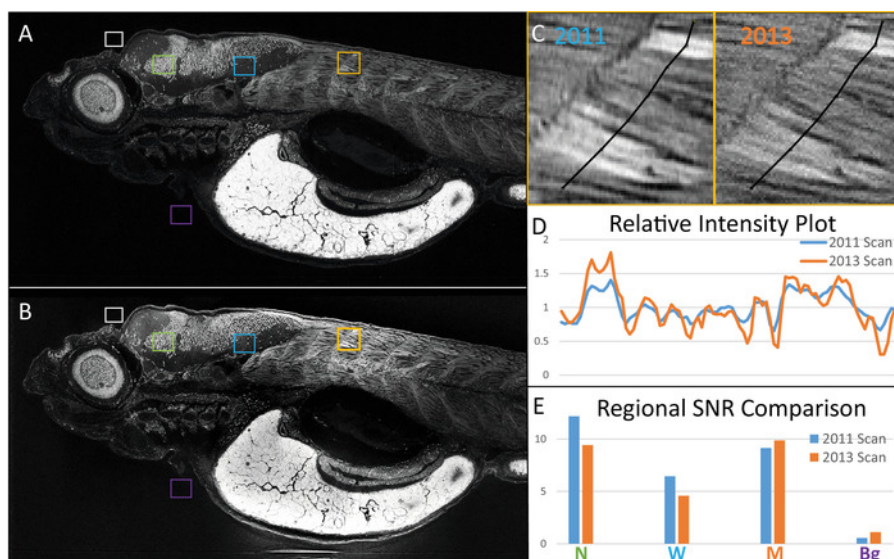 A
B
C
2011
2013
D
Relative Intensity Plot
2011 Scan
2013 Scan
2
1.5
1
0.5
0
E
Regional SNR Comparison
2011 Scan
2013 Scan
10
5
0
N
W
M
Bg